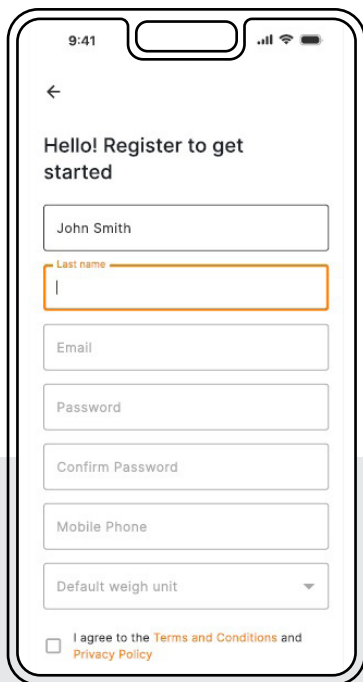 9:41
Hello! Register to get
started
John Smith
Last name
Email
Password
Confirm Password
Mobile Phone
Default weigh unit
I agree to the Terms and Conditions and
Privacy Policy